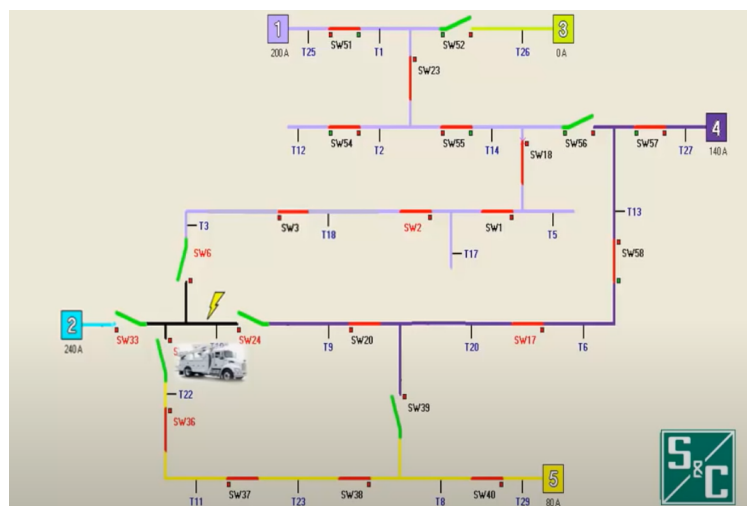 1
3
200 A
T25
SW51
T1
SW52
T26
0 A
SW23
4
T12
SW54
T2
SW55
T14
SW56
SW57
T27
140 A
SW18
T3
SW3
T18
SW2
SW1
T5
T13
SW6
T17
SW58
2
240 A
SW33
SW24
T9
SW20
T20
SW17
T6
T22
SW36
SW39
5
T11
SW37
T23
SW38
T8
SW40
T29
80 A
S&C